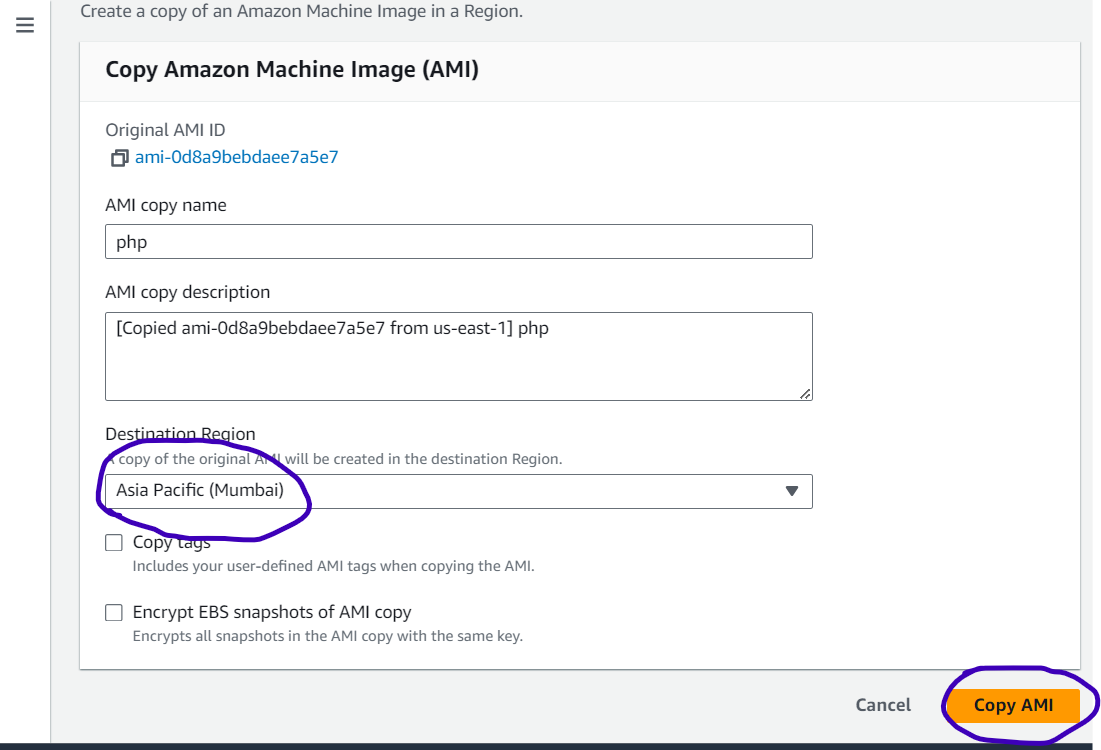 Create a copy of an Amazon Machine Image in a Region.
Copy Amazon Machine Image (AMI)
Original AMI ID
ami-0d8a9bebdaee7a5e7
AMI copy name
php
AMI copy description
[Copied ami-0d8a9bebdaee7a5e7 from us-east-1] php
Destination Region
A copy of the original AMI will be created in the destination Region.
Asia Pacific (Mumbai)
Copy tags
Includes your user-defined AMI tags when copying the AMI.
Encrypt EBS snapshots of AMI copy
Encrypts all snapshots in the AMI copy with the same key.
Cancel
Copy AMI